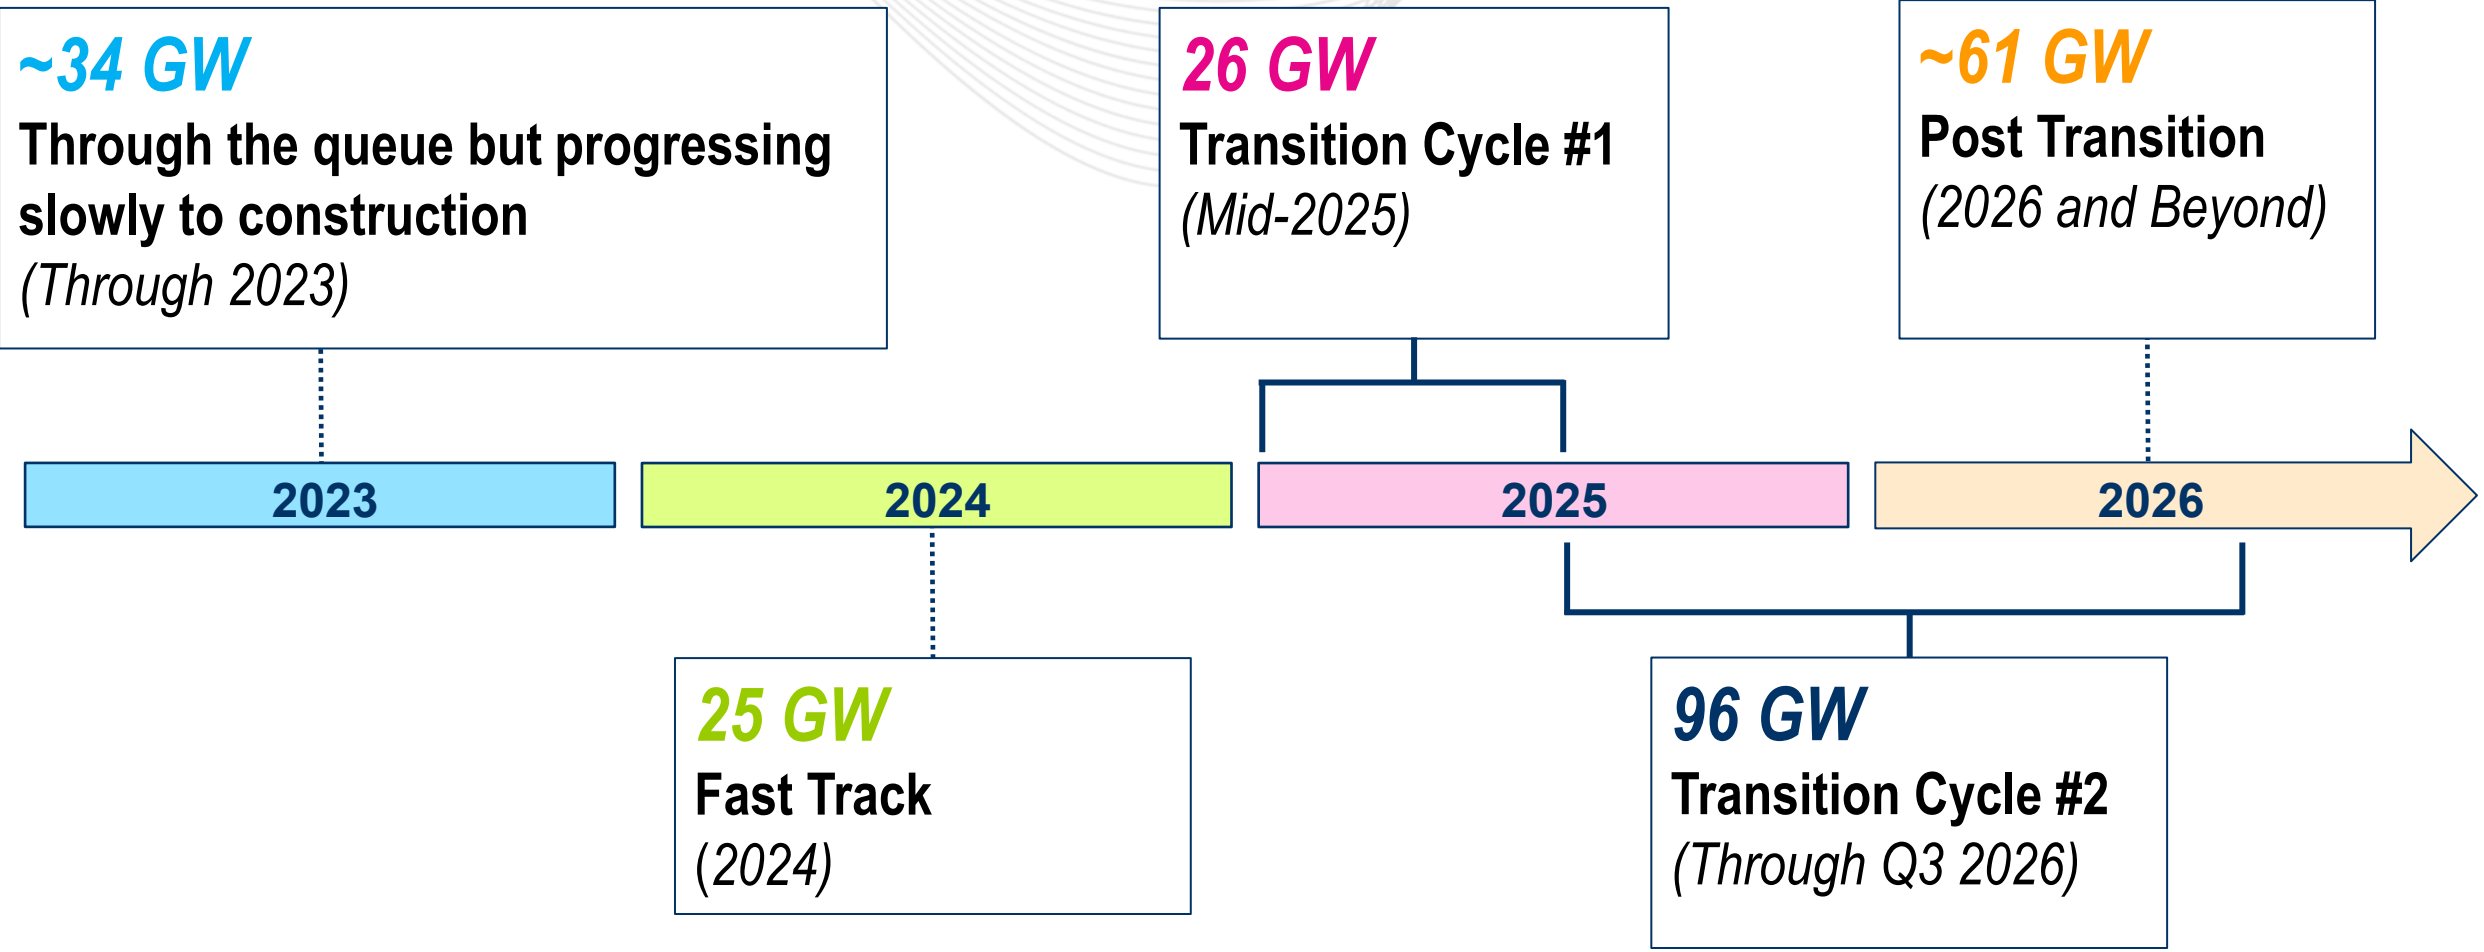 ~34 GW
Through the queue but progressing
slowly to construction
(Through 2023)
26 GW
Transition Cycle #1
(Mid-2025)
~61 GW
Post Transition
(2026 and Beyond)
2023
2024
2025
2026
25 GW
Fast Track
(2024)
96 GW
Transition Cycle #2
(Through Q3 2026)